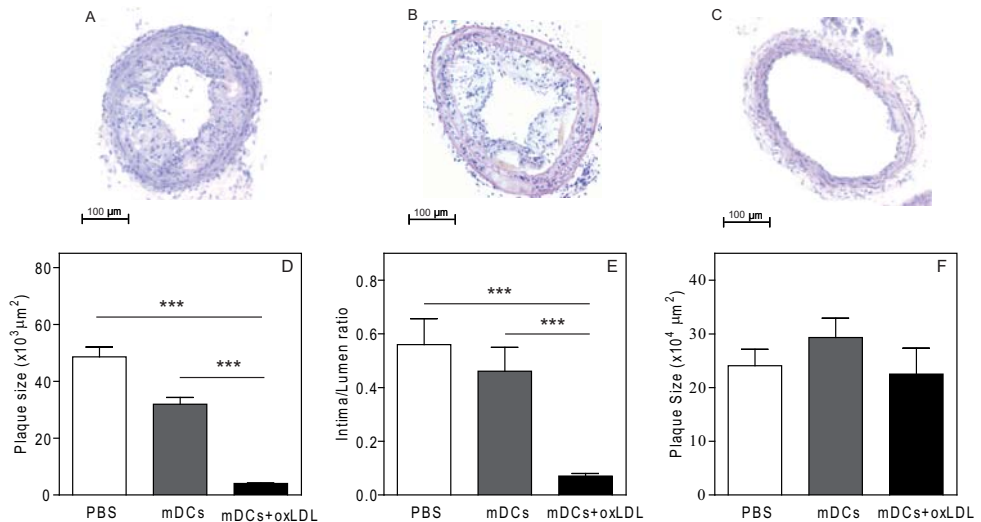 A
B
C
100 µm
100 µm
100 µm
D
Plaque size (x10³µm²)
80
60
40
20
0
***
***
PBS
mDCs
mDCs+oxLDL
E
Intima/Lumen ratio
0.8
0.6
0.4
0.2
0.0
***
***
PBS
mDCs
mDCs+oxLDL
F
Plaque Size (x10⁴ µm²)
40
30
20
10
0
PBS
mDCs
mDCs+oxLDL